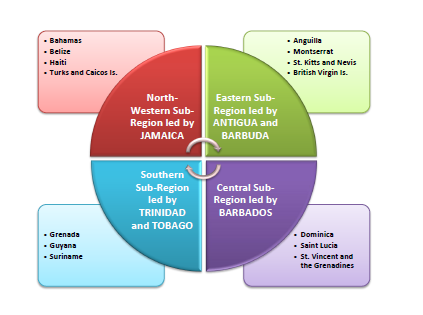 • Bahamas
• Belize
• Haiti
• Turks and Caicos Is.
• Anguilla
• Montserrat
• St. Kitts and Nevis
• British Virgin Is.
North-
Western Sub-
Region led by
JAMAICA
Eastern Sub-
Region led by
ANTIGUA and
BARBUDA
Southern
Sub-Region
led by
TRINIDAD
and TOBAGO
Central Sub-
Region led by
BARBADOS
• Grenada
• Guyana
• Suriname
• Dominica
• Saint Lucia
• St. Vincent and
the Grenadines